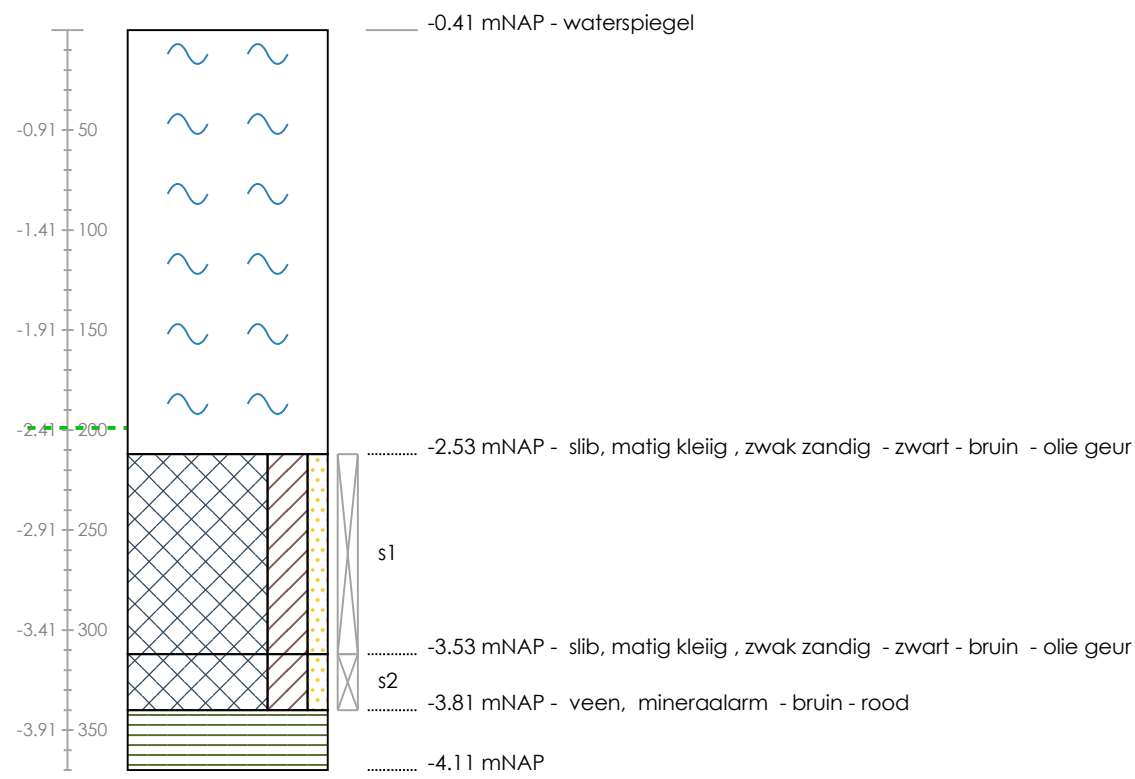 -0.41 mNAP - waterspiegel
-0.91 50
-1.41 100
-1.91 150
-2.41 200
-2.53 mNAP - slib, matig kleiig , zwak zandig - zwart - bruin - olie geur
-2.91 250
s1
-3.41 300
-3.53 mNAP - slib, matig kleiig , zwak zandig - zwart - bruin - olie geur
s2
-3.81 mNAP - veen, mineraalarm - bruin - rood
-3.91 350
-4.11 mNAP